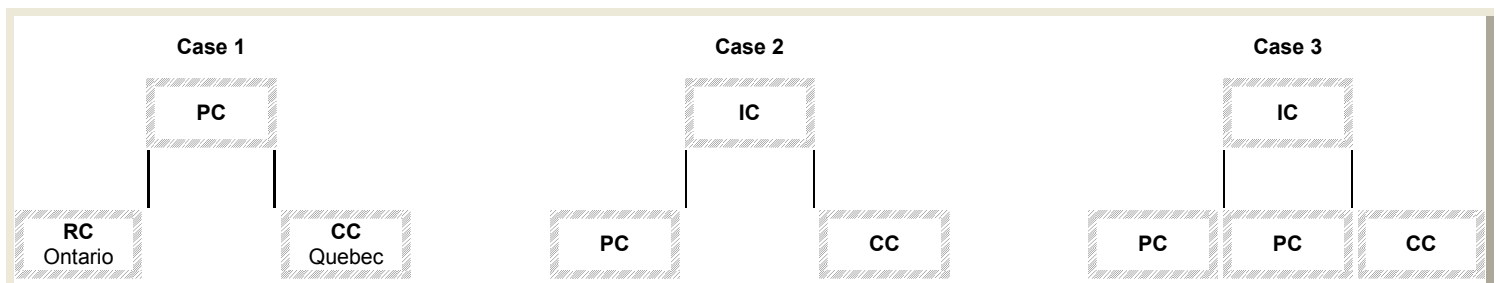 Case 1
Case 2
Case 3
PC
IC
IC
RC
Ontario
CC
Quebec
PC
CC
PC
PC
CC